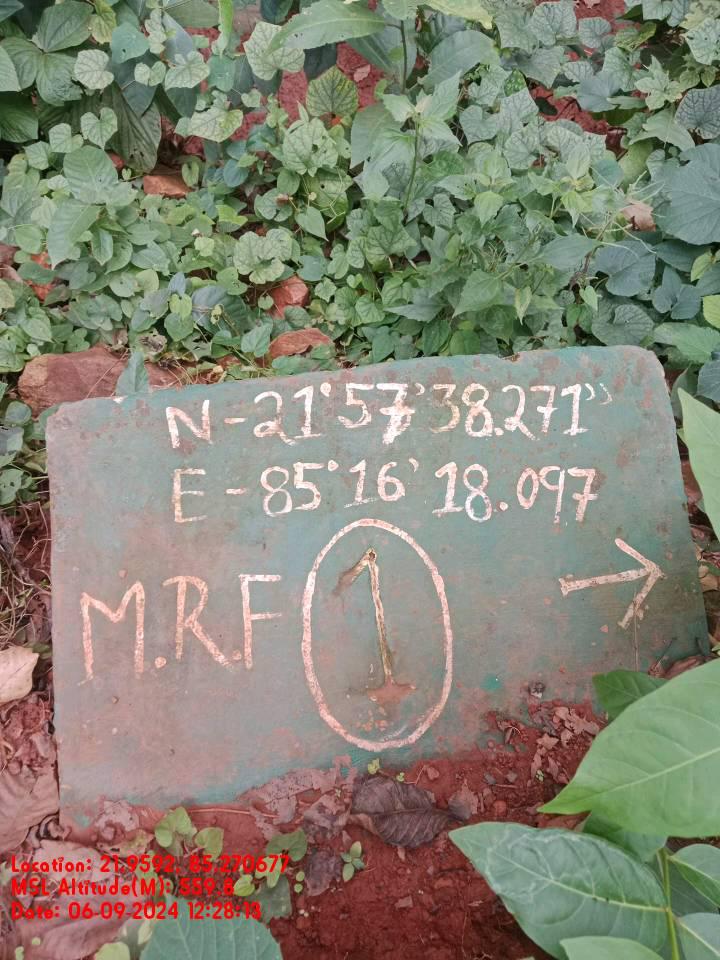 N-21°57'38.271"
E-85°16'18.097
M.R.F 1 →
Location: 21.9592, 85.270677
MSL Altitude(M): 559.8
Date: 06-09-2024 12:28:13